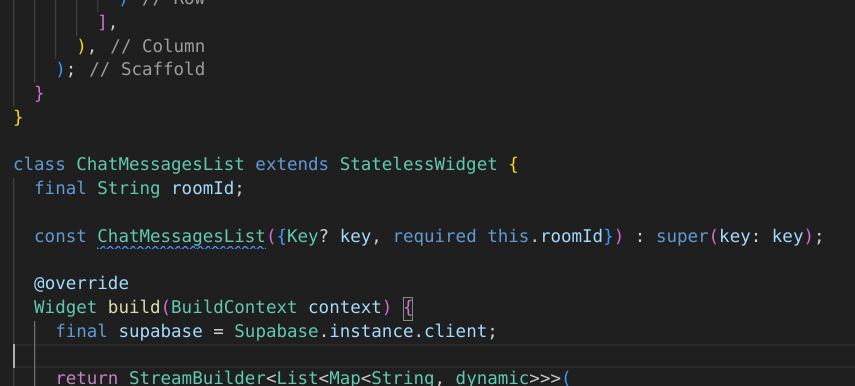 ) // Row
],
), // Column
); // Scaffold
}
}
class ChatMessagesList extends StatelessWidget {
final String roomId;
const ChatMessagesList({Key? key, required this.roomId}) : super(key: key);
@override
Widget build(BuildContext context) {
final supabase = Supabase.instance.client;
return StreamBuilder<List<Map<String, dynamic>>>(